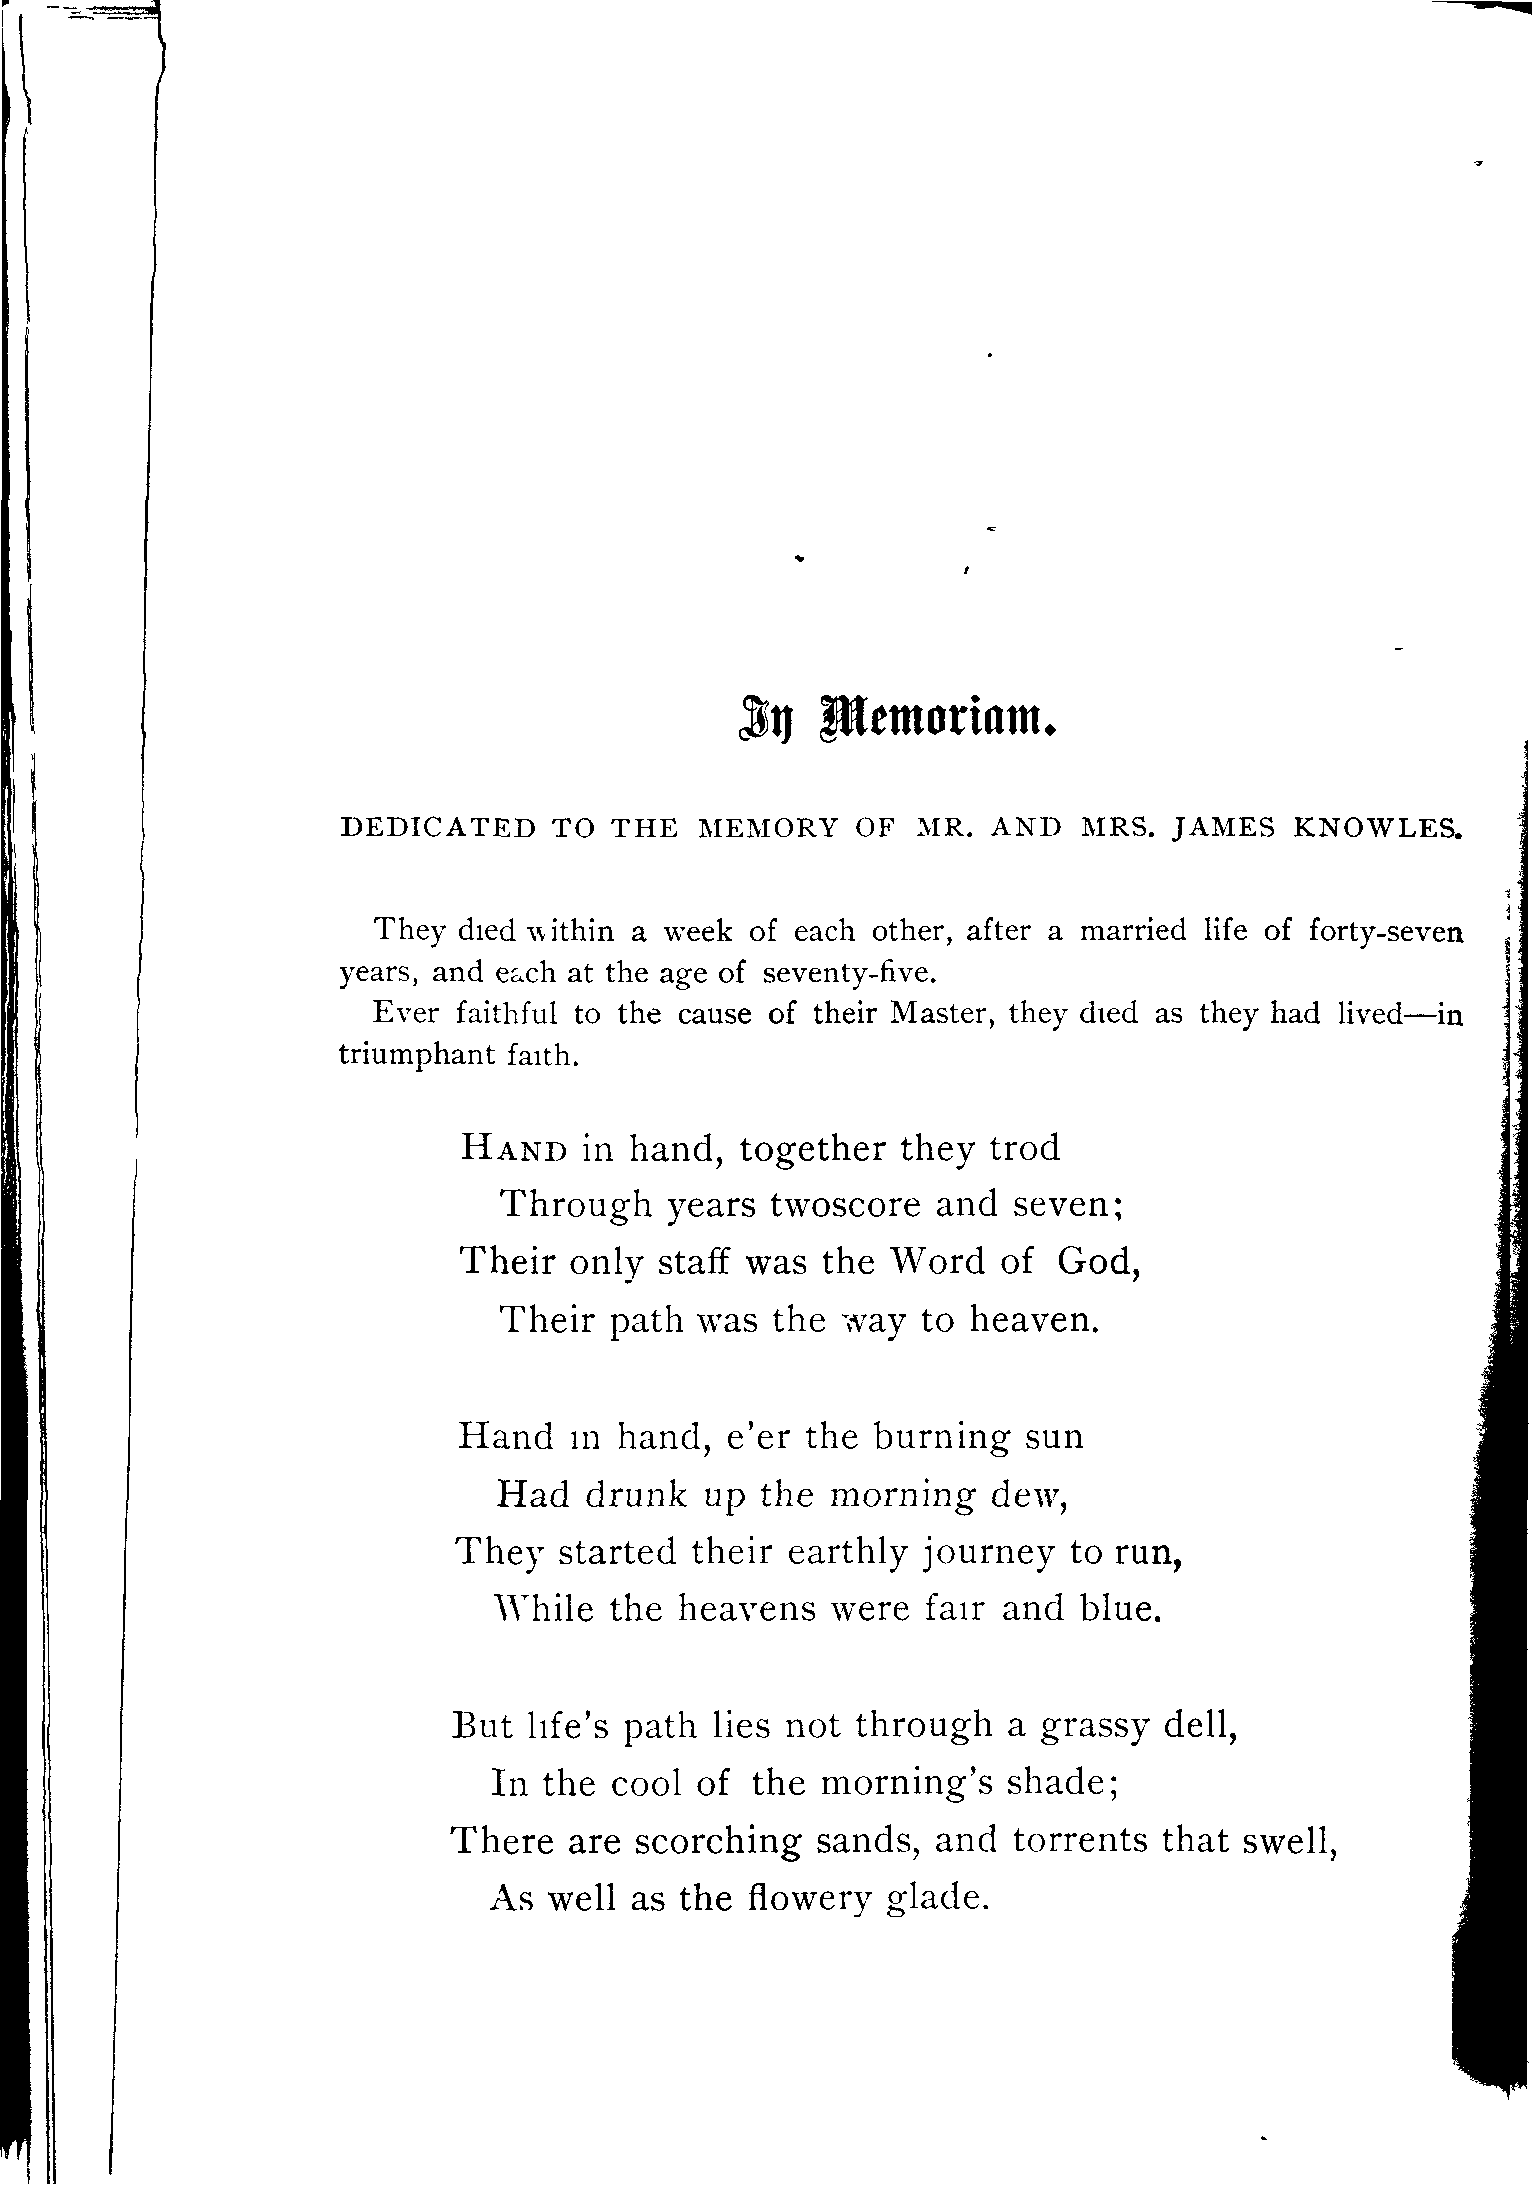 In Memoriam.
DEDICATED TO THE MEMORY OF MR. AND MRS. JAMES KNOWLES.
They died within a week of each other, after a married life of forty-seven
years, and each at the age of seventy-five.
Ever faithful to the cause of their Master, they died as they had lived—in
triumphant faith.
HAND in hand, together they trod
Through years twoscore and seven;
Their only staff was the Word of God,
Their path was the way to heaven.
Hand in hand, e'er the burning sun
Had drunk up the morning dew,
They started their earthly journey to run,
While the heavens were fair and blue.
But life's path lies not through a grassy dell,
In the cool of the morning's shade;
There are scorching sands, and torrents that swell,
As well as the flowery glade.